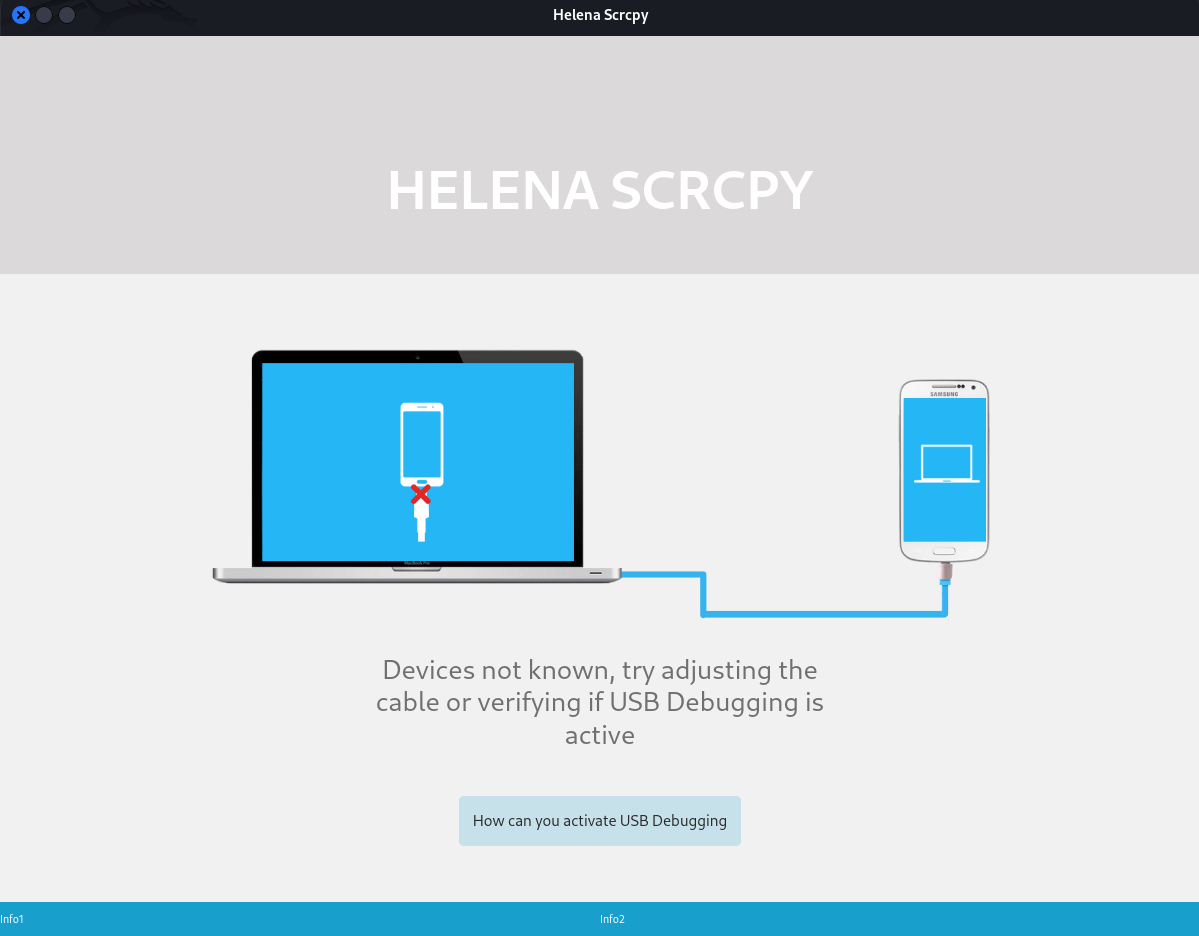 Helena Scrcpy
HELENA SCRCPY
SAMSUNG
MacBook Pro
Devices not known, try adjusting the
cable or verifying if USB Debugging is
active
How can you activate USB Debugging
Info1
Info2